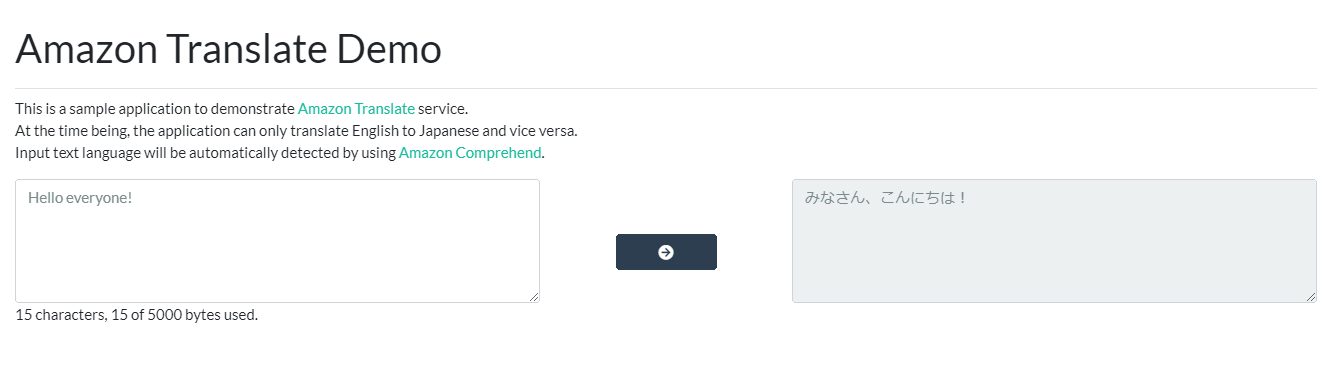 Amazon Translate Demo
This is a sample application to demonstrate Amazon Translate service.
At the time being, the application can only translate English to Japanese and vice versa.
Input text language will be automatically detected by using Amazon Comprehend.
Hello everyone!
みなさん、こんにちは！
15 characters, 15 of 5000 bytes used.